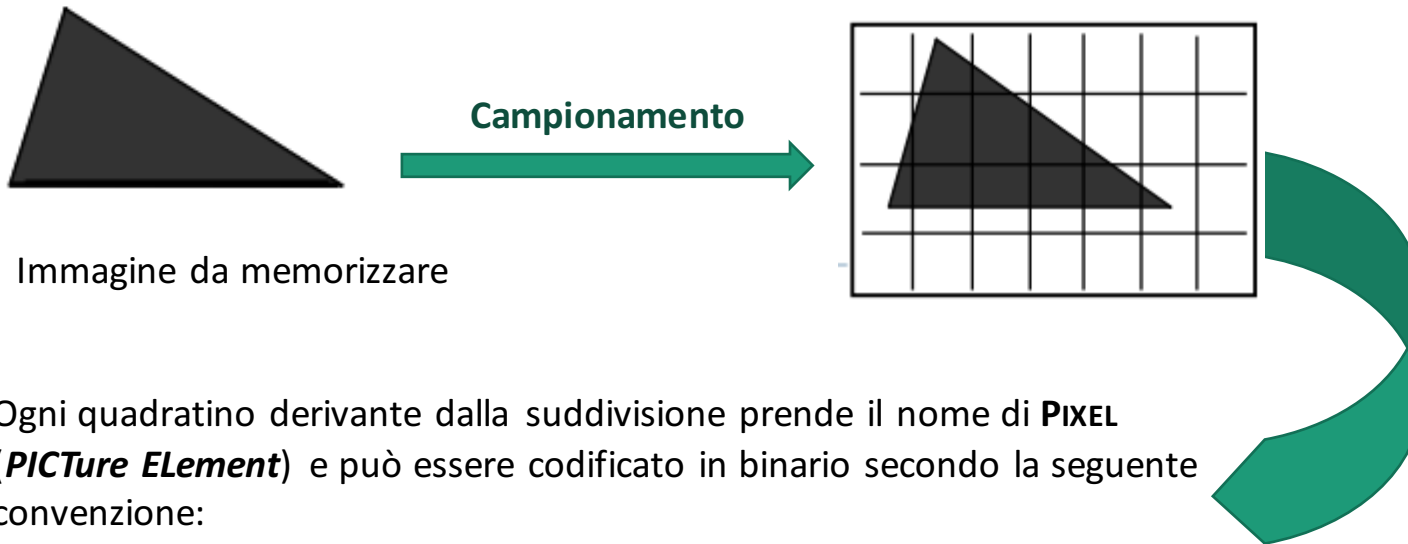 Campionamento
Immagine da memorizzare
Ogni quadratino derivante dalla suddivisione prende il nome di PIXEL
(PICTure ELement) e può essere codificato in binario secondo la seguente
convenzione: